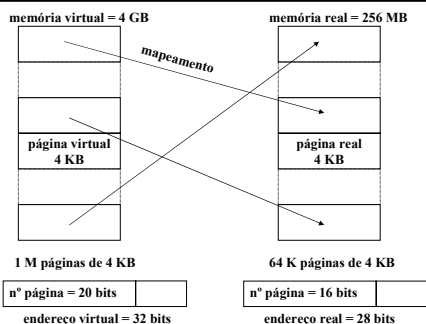 memória virtual = 4 GB
memória real = 256 MB
mapeamento
página virtual
4 KB
página real
4 KB
1 M páginas de 4 KB
64 K páginas de 4 KB
nº página = 20 bits
nº página = 16 bits
endereço virtual = 32 bits
endereço real = 28 bits